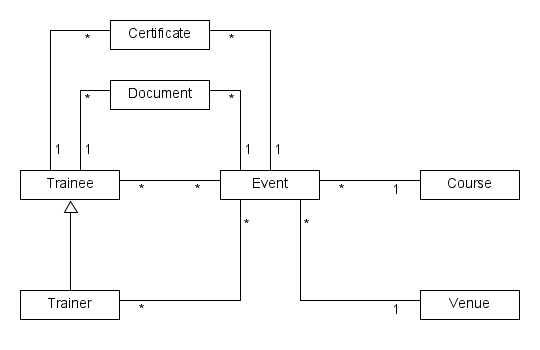 Certificate
* *
Document
* *
1 1 1 1
Trainee * * Event * 1 Course
* *
Trainer * 1 Venue